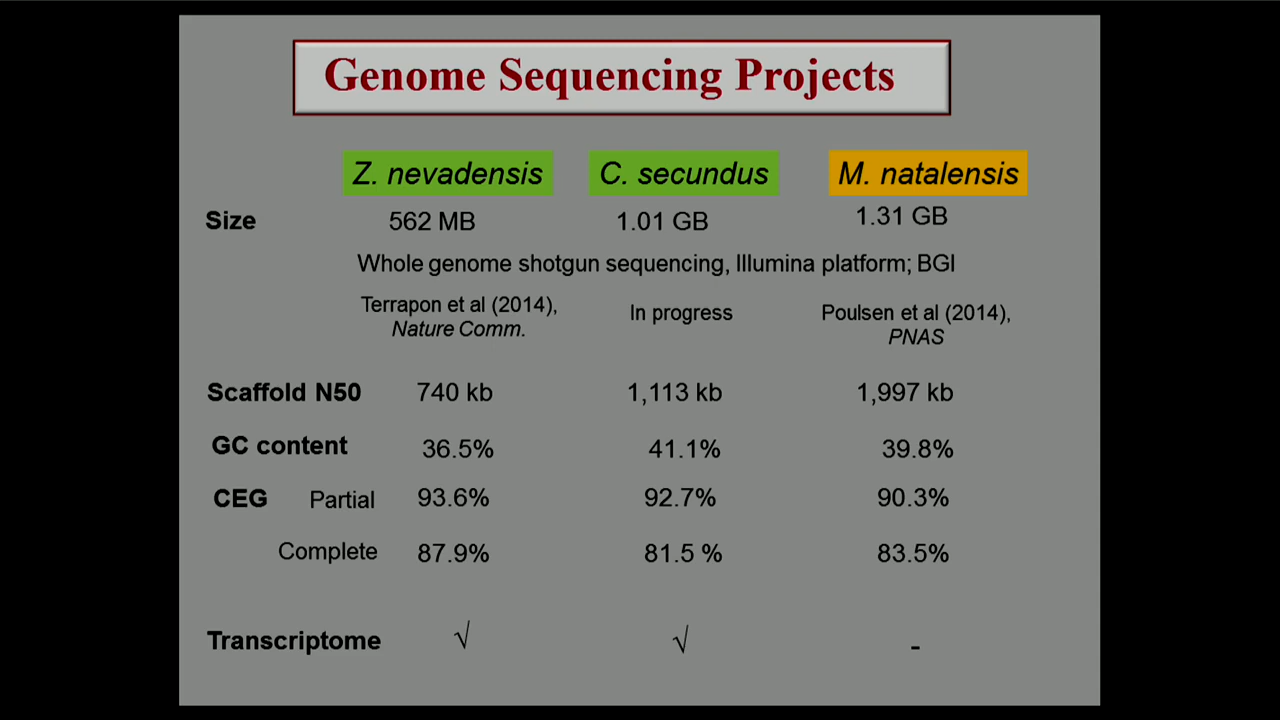 Genome Sequencing Projects
Z. nevadensis C. secundus M. natalensis
Size 562 MB 1.01 GB 1.31 GB
Whole genome shotgun sequencing, Illumina platform; BGI
Terrapon et al (2014), In progress Poulsen et al (2014),
Nature Comm. PNAS
Scaffold N50 740 kb 1,113 kb 1,997 kb
GC content 36.5% 41.1% 39.8%
CEG Partial 93.6% 92.7% 90.3%
Complete 87.9% 81.5 % 83.5%
Transcriptome √ √ -